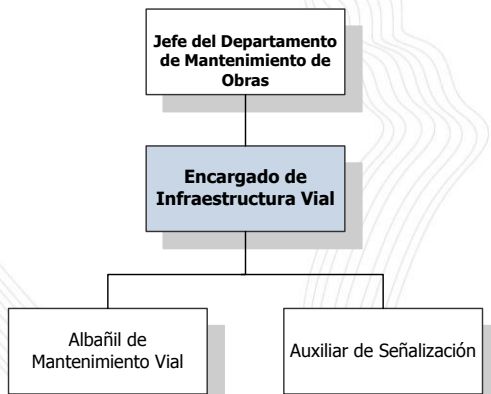 Jefe del Departamento
de Mantenimiento de
Obras
Encargado de
Infraestructura Vial
Albañil de
Mantenimiento Vial
Auxiliar de Señalización